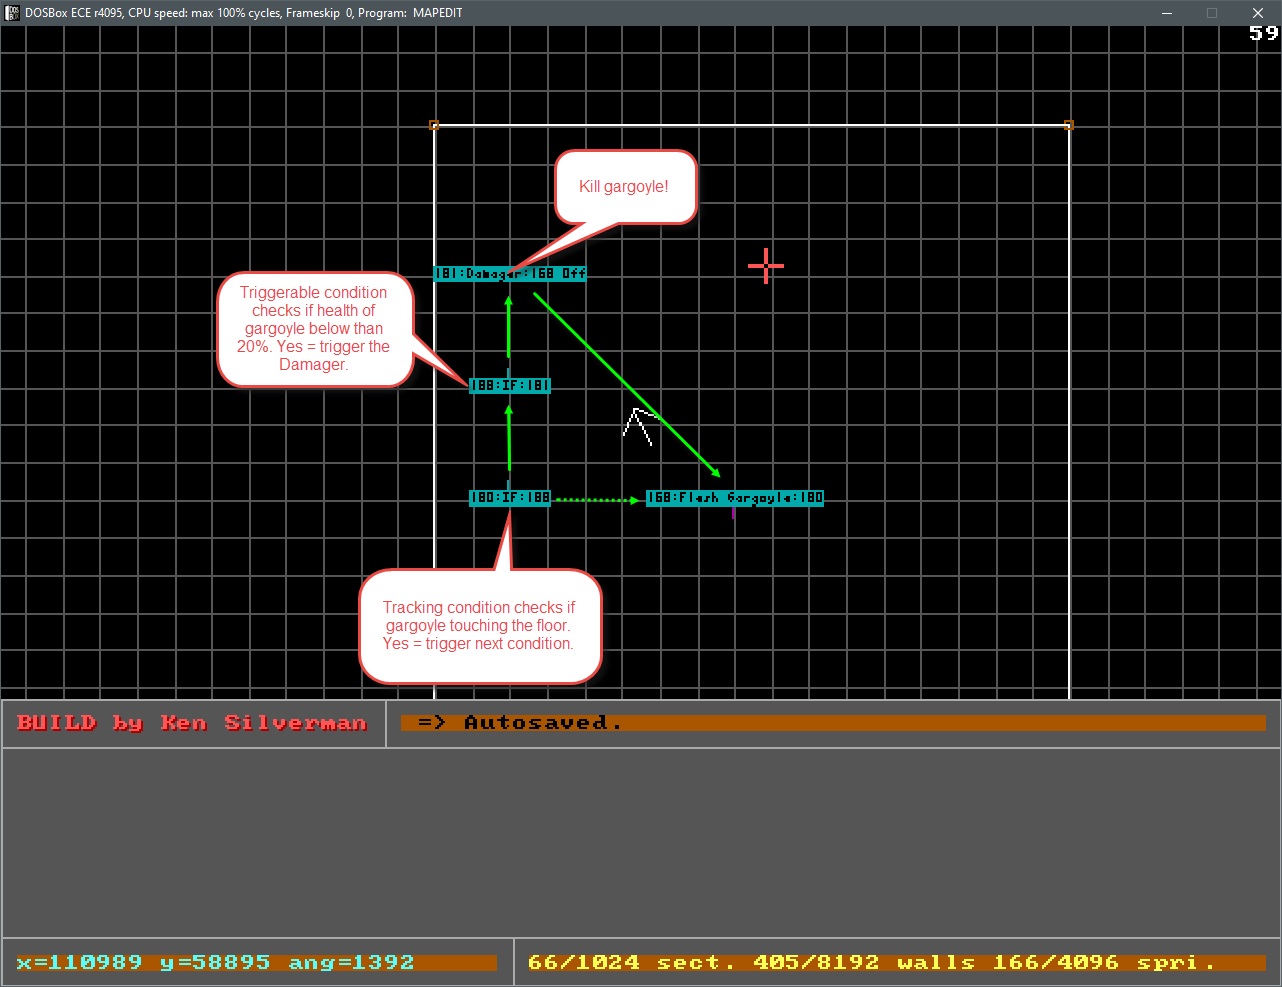 DOSBox ECE r4095, CPU speed: max 100% cycles, Frameskip 0, Program: MAPEDIT
59
Kill gargoyle!
181:Damager:168 Off
Triggerable condition
checks if health of
gargoyle below than
20%. Yes = trigger the
Damager.
188:IF:181
180:IF:188
168:Flesh Gargoyle:180
Tracking condition checks if
gargoyle touching the floor.
Yes = trigger next condition.
BUILD by Ken Silverman
=> Autosaved.
x=110989 y=58895 ang=1392
66/1024 sect. 405/8192 walls 166/4096 spri.